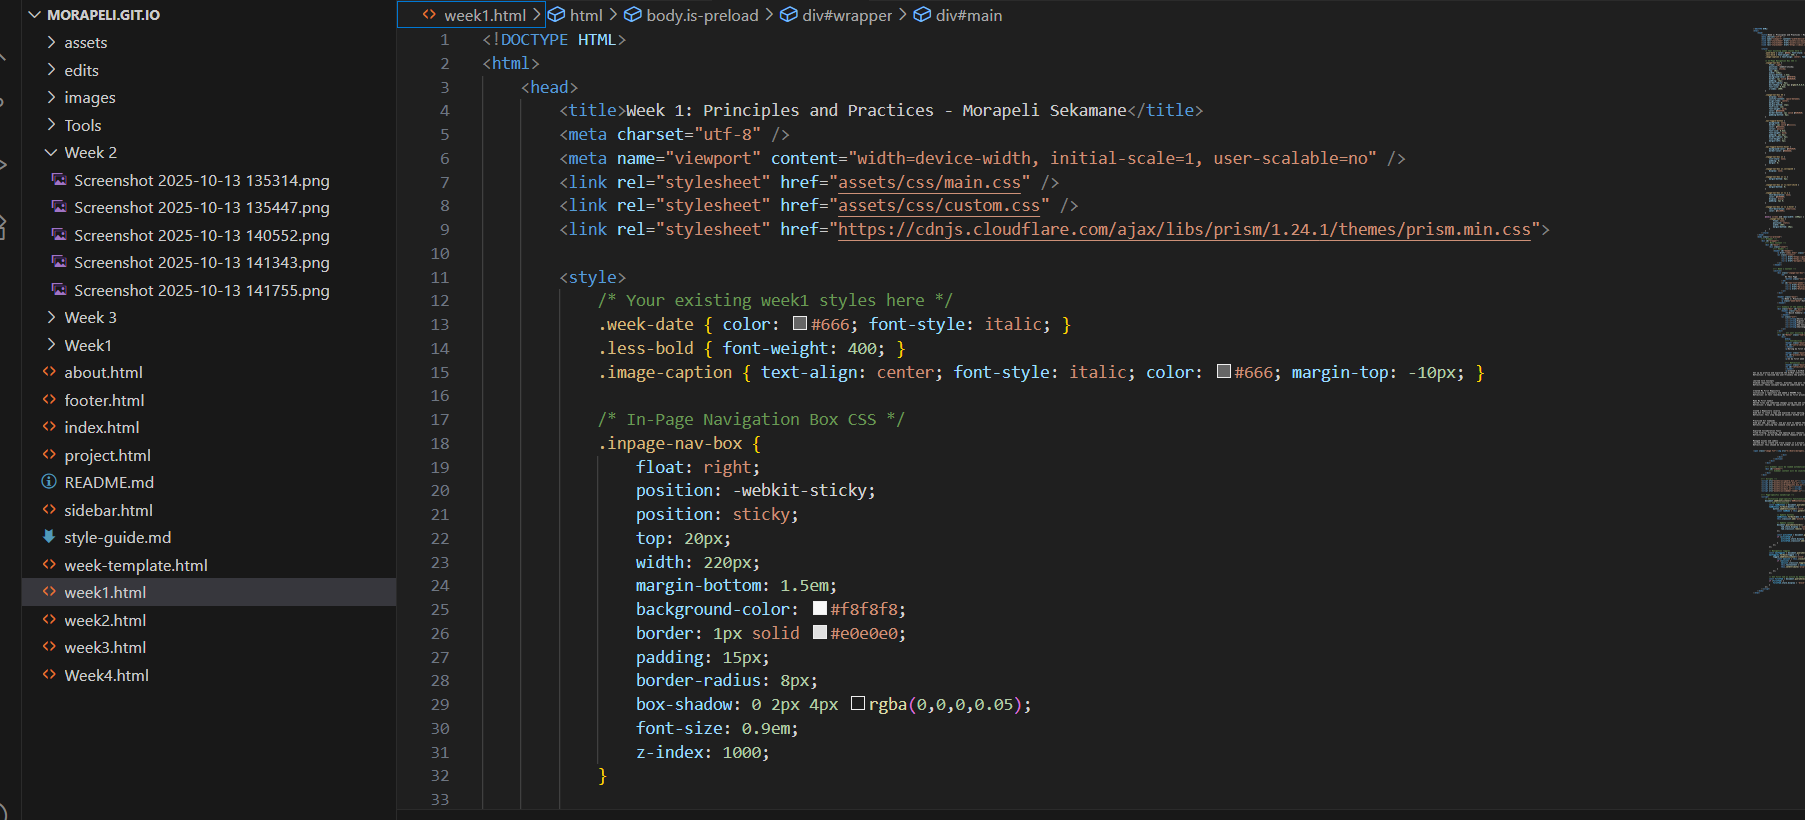 MORAPELI.GIT.IO
assets
edits
images
Tools
Week 2
Screenshot 2025-10-13 135314.png
Screenshot 2025-10-13 135447.png
Screenshot 2025-10-13 140552.png
Screenshot 2025-10-13 141343.png
Screenshot 2025-10-13 141755.png
Week 3
Week1
about.html
footer.html
index.html
project.html
README.md
sidebar.html
style-guide.md
week-template.html
week1.html
week2.html
week3.html
Week4.html
week1.html > html > body.is-preload > div#wrapper > div#main
1 <!DOCTYPE HTML>
2 <html>
3 <head>
4 <title>Week 1: Principles and Practices - Morapeli Sekamane</title>
5 <meta charset="utf-8" />
6 <meta name="viewport" content="width=device-width, initial-scale=1, user-scalable=no" />
7 <link rel="stylesheet" href="assets/css/main.css" />
8 <link rel="stylesheet" href="assets/css/custom.css" />
9 <link rel="stylesheet" href="https://cdnjs.cloudflare.com/ajax/libs/prism/1.24.1/themes/prism.min.css">
10
11 <style>
12 /* Your existing week1 styles here */
13 .week-date { color: #666; font-style: italic; }
14 .less-bold { font-weight: 400; }
15 .image-caption { text-align: center; font-style: italic; color: #666; margin-top: -10px; }
16
17 /* In-Page Navigation Box CSS */
18 .inpage-nav-box {
19 float: right;
20 position: -webkit-sticky;
21 position: sticky;
22 top: 20px;
23 width: 220px;
24 margin-bottom: 1.5em;
25 background-color: #f8f8f8;
26 border: 1px solid #e0e0e0;
27 padding: 15px;
28 border-radius: 8px;
29 box-shadow: 0 2px 4px rgba(0,0,0,0.05);
30 font-size: 0.9em;
31 z-index: 1000;
32 }
33